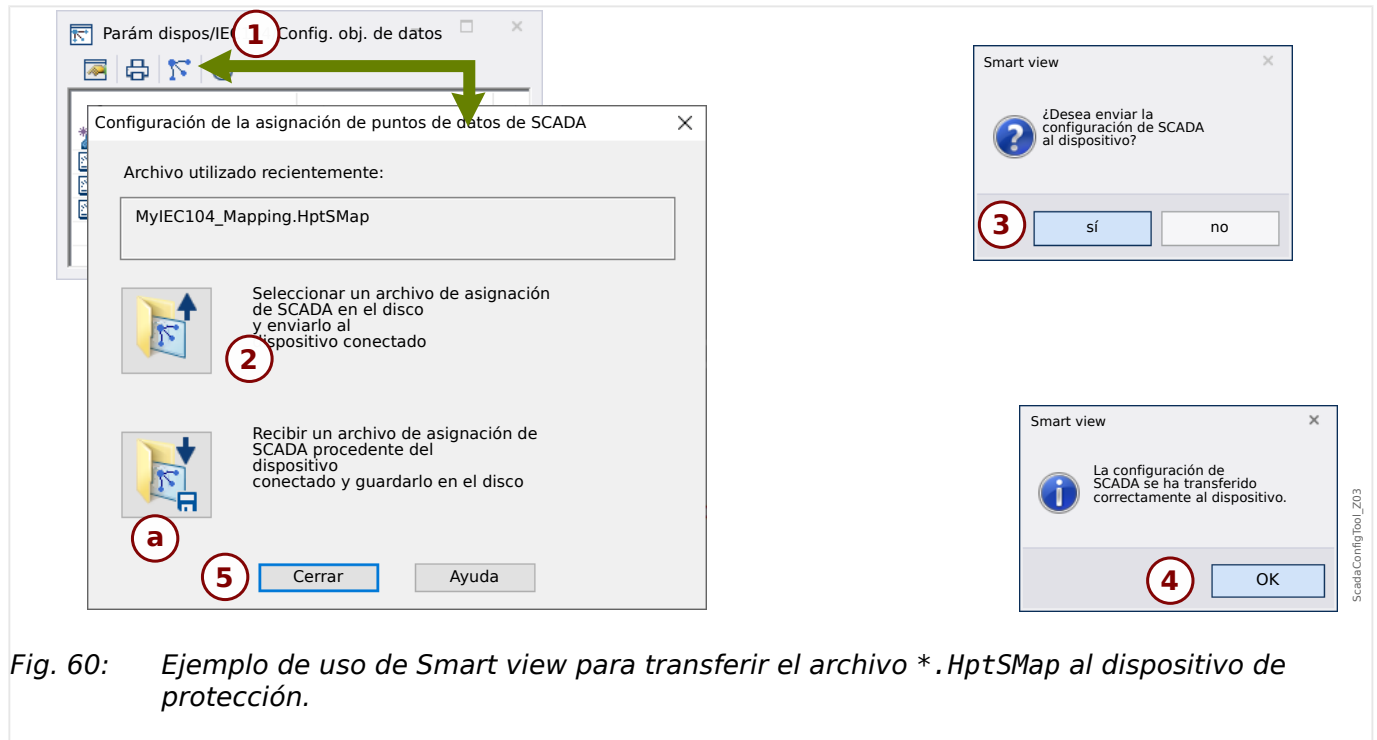 Parám dispos/IE
1
Config. obj. de datos
Configuración de la asignación de puntos de datos de SCADA
Archivo utilizado recientemente:
MyIEC104_Mapping.HptSMap
Seleccionar un archivo de asignación
de SCADA en el disco
y enviarlo al
dispositivo conectado
2
Recibir un archivo de asignación de
SCADA procedente del
dispositivo
conectado y guardarlo en el disco
a
5
Cerrar
Ayuda
Smart view
¿Desea enviar la
configuración de SCADA
al dispositivo?
3
sí
no
Smart view
La configuración de
SCADA se ha transferido
correctamente al dispositivo.
4
OK
ScadaConfigTool_Z03
Fig. 60: Ejemplo de uso de Smart view para transferir el archivo *.HptSMap al dispositivo de
protección.